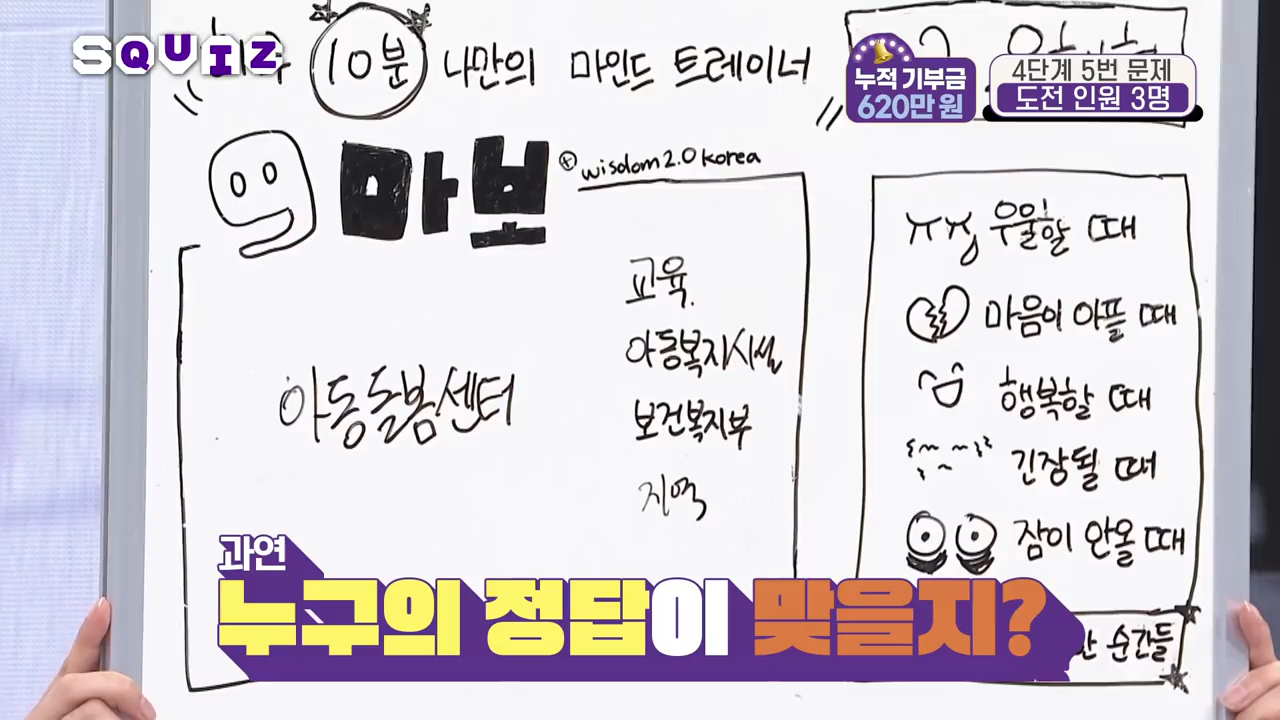 SQUIZ
10분 나만의 마인드 트레이너
누적 기부금
620만 원
4단계 5번 문제
도전 인원 3명
마보
wisdom2.0korea
교육
아동복지시설
보건복지부
지역
아동돌봄센터
우울할 때
마음이 아플 때
행복할 때
긴장될 때
잠이 안올 때
순간들
과연
누구의 정답이 맞을지?